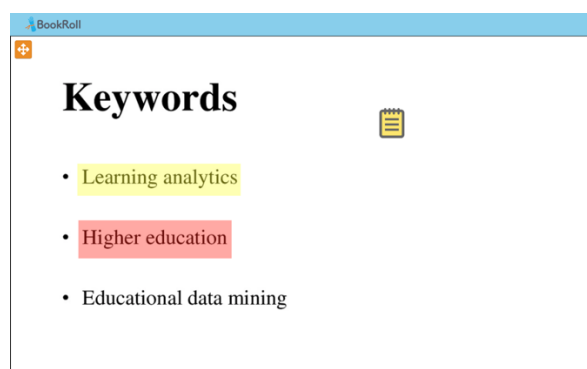 BookRoll
Keywords
• Learning analytics
• Higher education
• Educational data mining